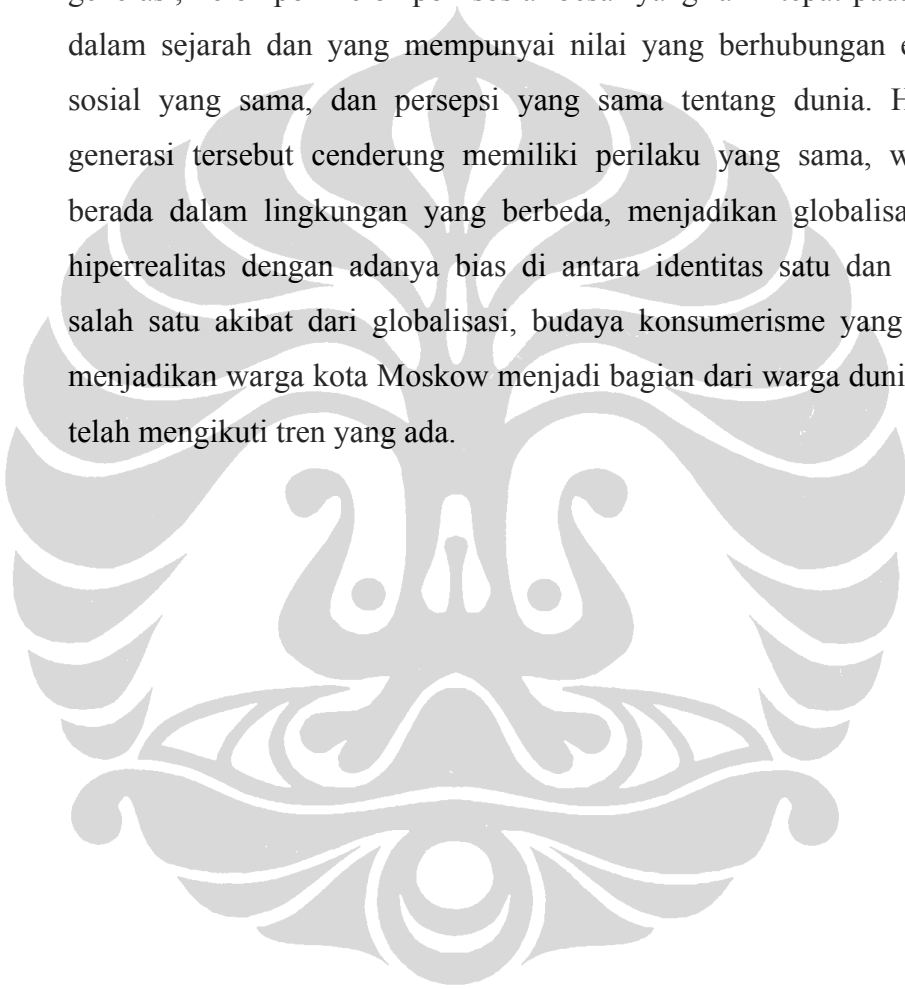 dalam sejarah dan yang mempunyai nilai yang berhubungan
sosial yang sama, dan persepsi yang sama tentang dunia.
generasi tersebut cenderung memiliki perilaku yang sama,
berada dalam lingkungan yang berbeda, menjadikan
hiperrealitas dengan adanya bias di antara identitas satu dan
salah satu akibat dari globalisasi, budaya konsumerisme yang
menjadikan warga kota Moskow menjadi bagian dari warga
telah mengikuti tren yang ada.